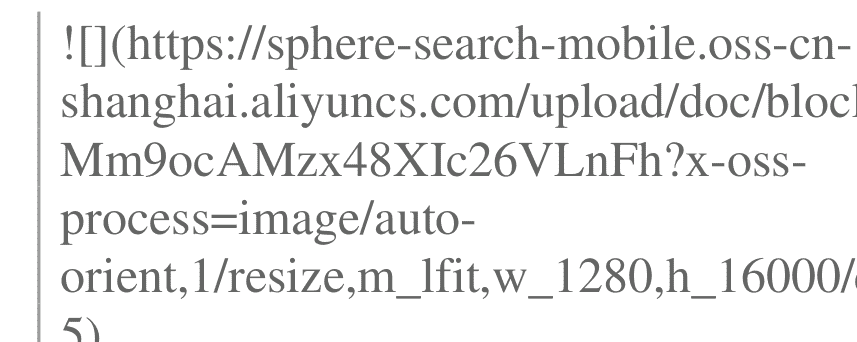 ![](https://sphere-search-mobile.oss-cn-
shanghai.aliyuncs.com/upload/doc/bloc
Mm9ocAMzx48XIc26VLnFh?x-oss-
process=image/auto-
orient,1/resize,m_lfit,w_1280,h_16000/
5)